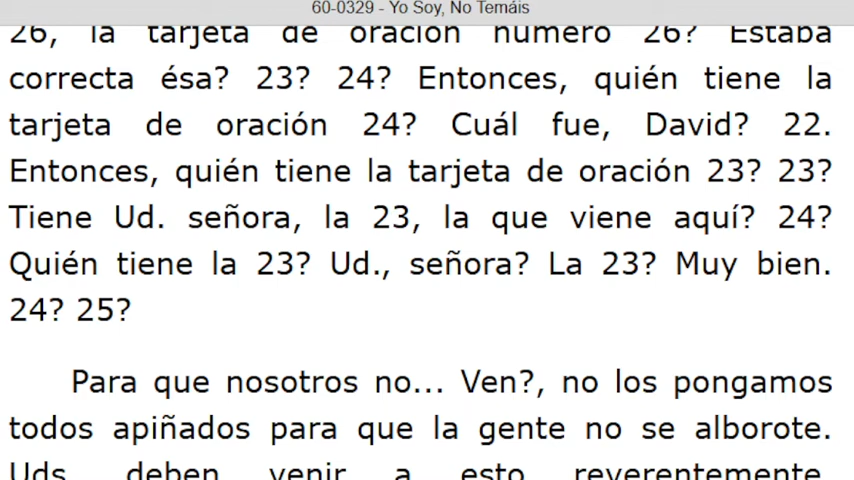 60-0329 - Yo Soy, No Temáis
26, la tarjeta de oración número 26? Estaba
correcta ésa? 23? 24? Entonces, quién tiene la
tarjeta de oración 24? Cuál fue, David? 22.
Entonces, quién tiene la tarjeta de oración 23? 23?
Tiene Ud. señora, la 23, la que viene aquí? 24?
Quién tiene la 23? Ud., señora? La 23? Muy bien.
24? 25?
Para que nosotros no... Ven?, no los pongamos
todos apiñados para que la gente no se alborote.
Uds. deben venir a esto reverentemente.